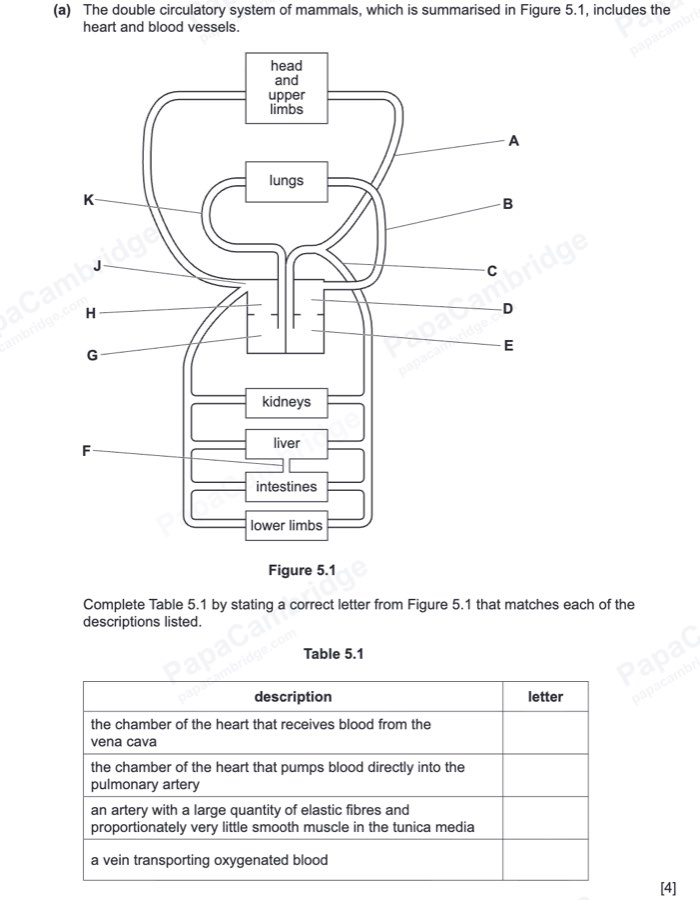 (a) The double circulatory system of mammals, which is summarised in Figure 5.1, includes the
heart and blood vessels.
head
and
upper
limbs
A
lungs
K
B
J
C
H
D
G
E
kidneys
liver
F
intestines
lower limbs
Figure 5.1
Complete Table 5.1 by stating a correct letter from Figure 5.1 that matches each of the
descriptions listed.
Table 5.1
description letter
the chamber of the heart that receives blood from the
vena cava
the chamber of the heart that pumps blood directly into the
pulmonary artery
an artery with a large quantity of elastic fibres and
proportionately very little smooth muscle in the tunica media
a vein transporting oxygenated blood
[4]
PapaCambridge
papacambridge.com